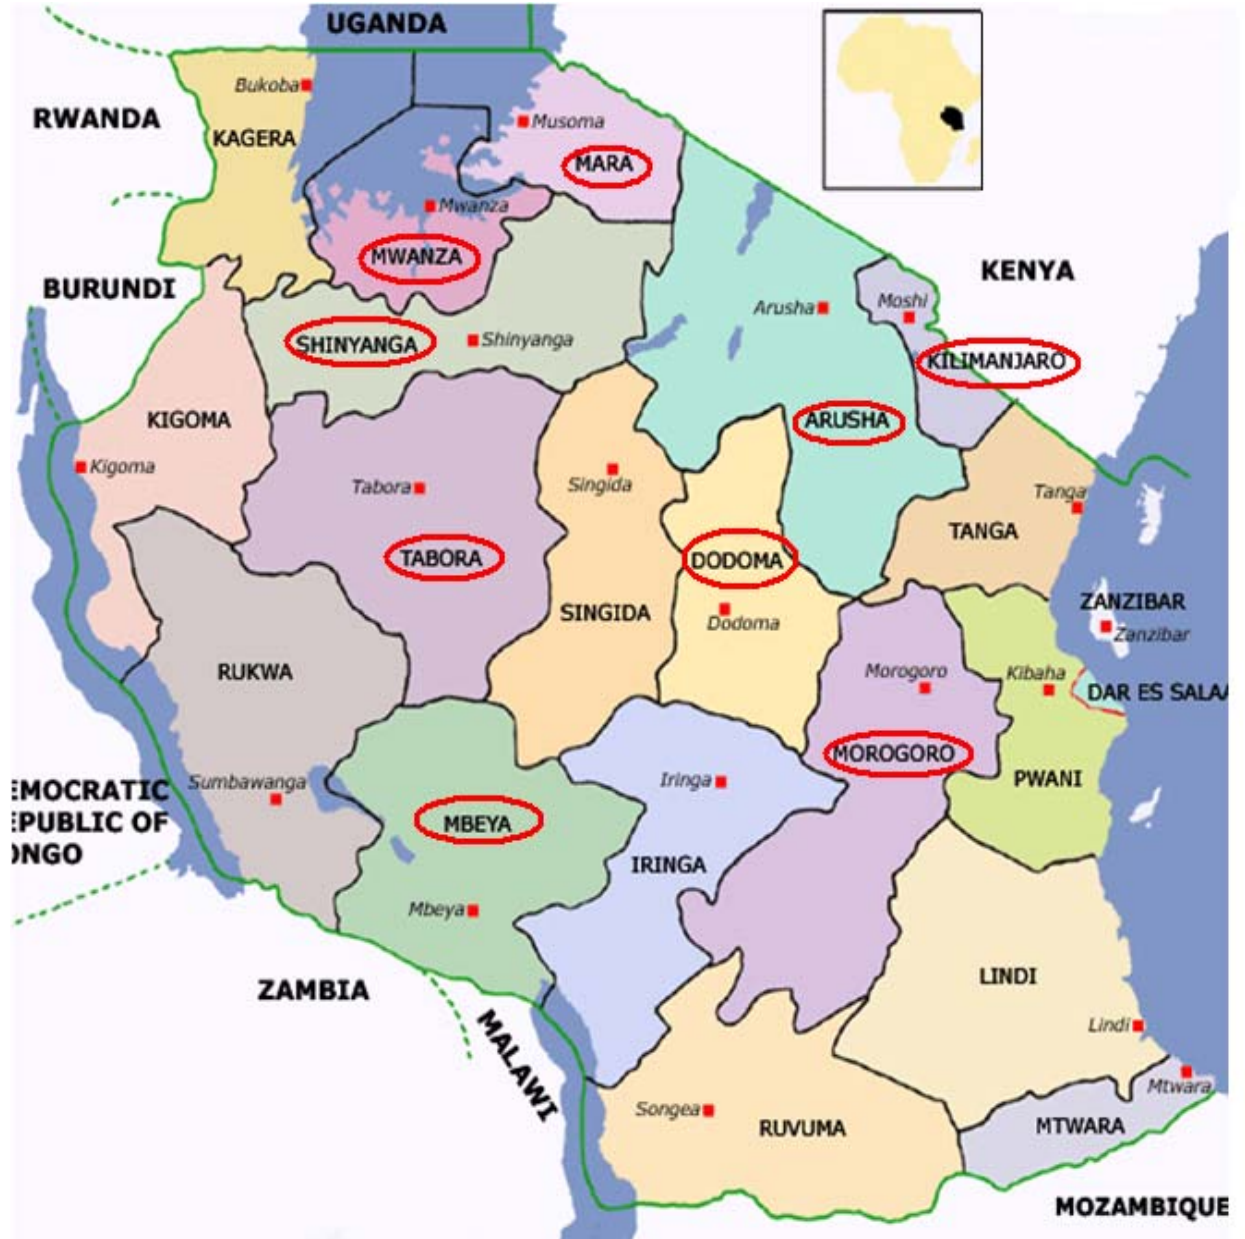 UGANDA
Bukoba
RWANDA
KAGERA
Musoma
MARA
Mwanza
MWANZA
KENYA
BURUNDI
Arusha
Moshi
SHINYANGA
Shinyanga
KILIMANJARO
KIGOMA
ARUSHA
Kigoma
Tabora
Singida
Tanga
TANGA
TABORA
DODOMA
ZANZIBAR
SINGIDA
Dodoma
Zanzibar
RUKWA
Morogoro
Kibaha
DAR ES SALAA
MOROGORO
Sumbawanga
Iringa
PWANI
EMOCRATIC
EPUBLIC OF
ONGO
MBEYA
IRINGA
Mbeya
LINDI
ZAMBIA
MALAWI
Lindi
Mtwara
Songea
RUVUMA
MTWARA
MOZAMBIQUE